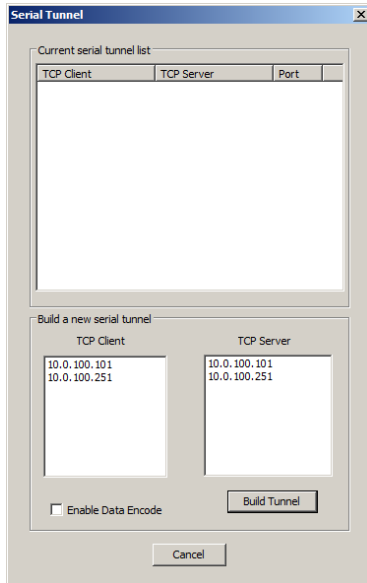 Serial Tunnel
Current serial tunnel list
TCP Client TCP Server Port
Build a new serial tunnel
TCP Client TCP Server
10.0.100.101 10.0.100.101
10.0.100.251 10.0.100.251
Enable Data Encode Build Tunnel
Cancel